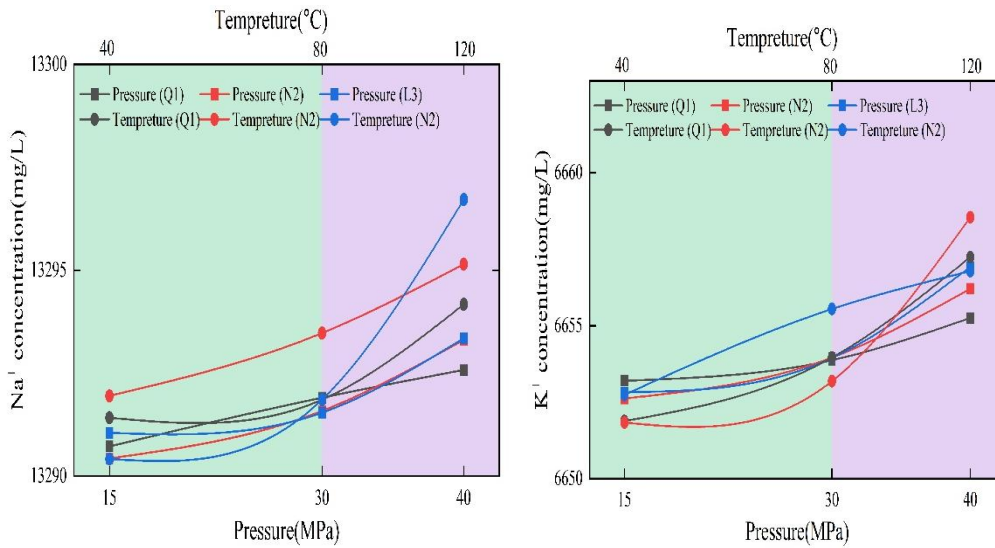 Tempreture(°C)
40 80 120
13300
13295
13290
Na⁺ concentration(mg/L)
Pressure (Q1) Pressure (N2) Pressure (L3)
Tempreture (Q1) Tempreture (N2) Tempreture (N2)
15 30 40
Pressure(MPa)
Tempreture(°C)
40 80 120
6660
6655
6650
K⁺ concentration(mg/L)
Pressure (Q1) Pressure (N2) Pressure (L3)
Tempreture (Q1) Tempreture (N2) Tempreture (N2)
15 30 40
Pressure(MPa)